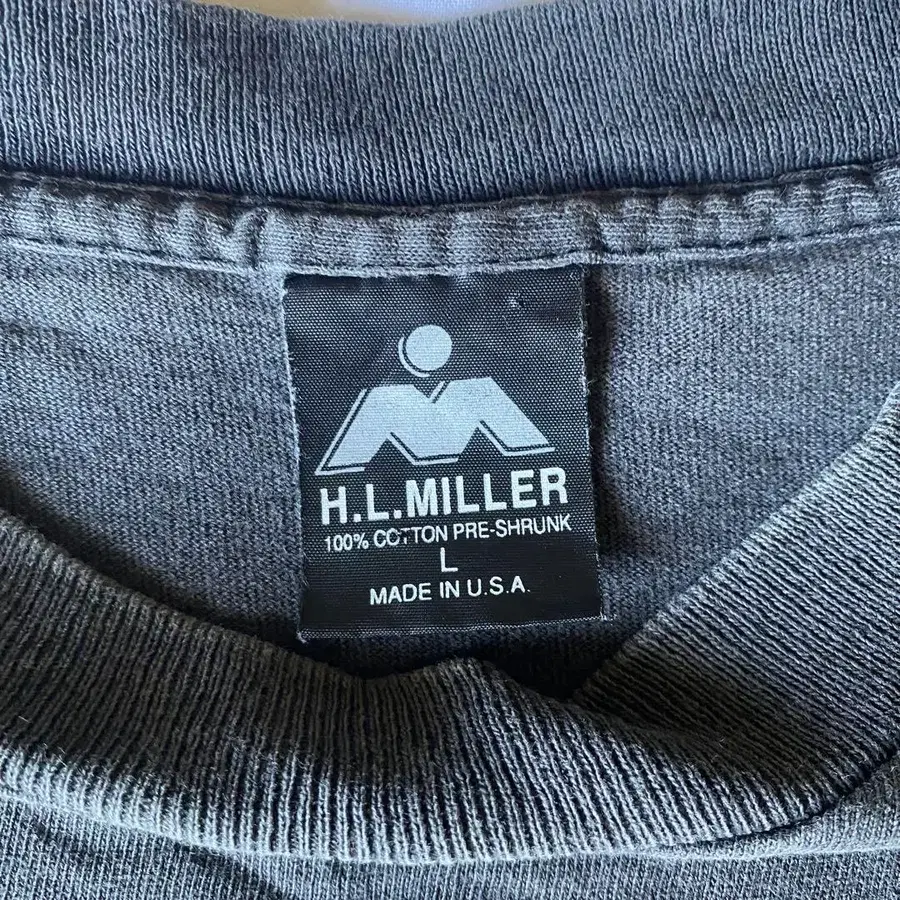 H.L.MILLER
100% COTTON PRE-SHRUNK
L
MADE IN U.S.A.